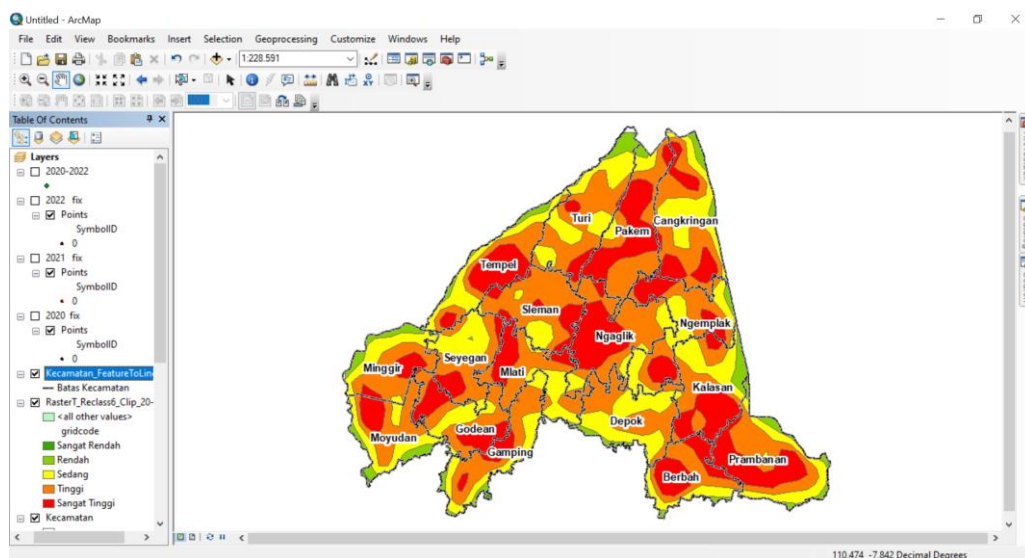 Untitled - ArcMap
File Edit View Bookmarks Insert Selection Geoprocessing Customize Windows Help
1:228.591
Table Of Contents
Layers
2020-2022
2022 fix
Points
SymbolID
0
2021 fix
Points
SymbolID
0
2020 fix
Points
SymbolID
0
Kecamatan_FeatureToLine
Batas Kecamatan
RasterT_Reclass6_Clip_20-
<all other values>
gridcode
Sangat Rendah
Rendah
Sedang
Tinggi
Sangat Tinggi
Kecamatan
Turi
Pakem
Cangkringan
Tempel
Sleman
Ngaglik
Ngemplak
Seyegan
Minggir
Mlati
Kalasan
Depok
Moyudan
Godean
Gamping
Prambanan
Berbah
110.474 -7.842 Decimal Degrees